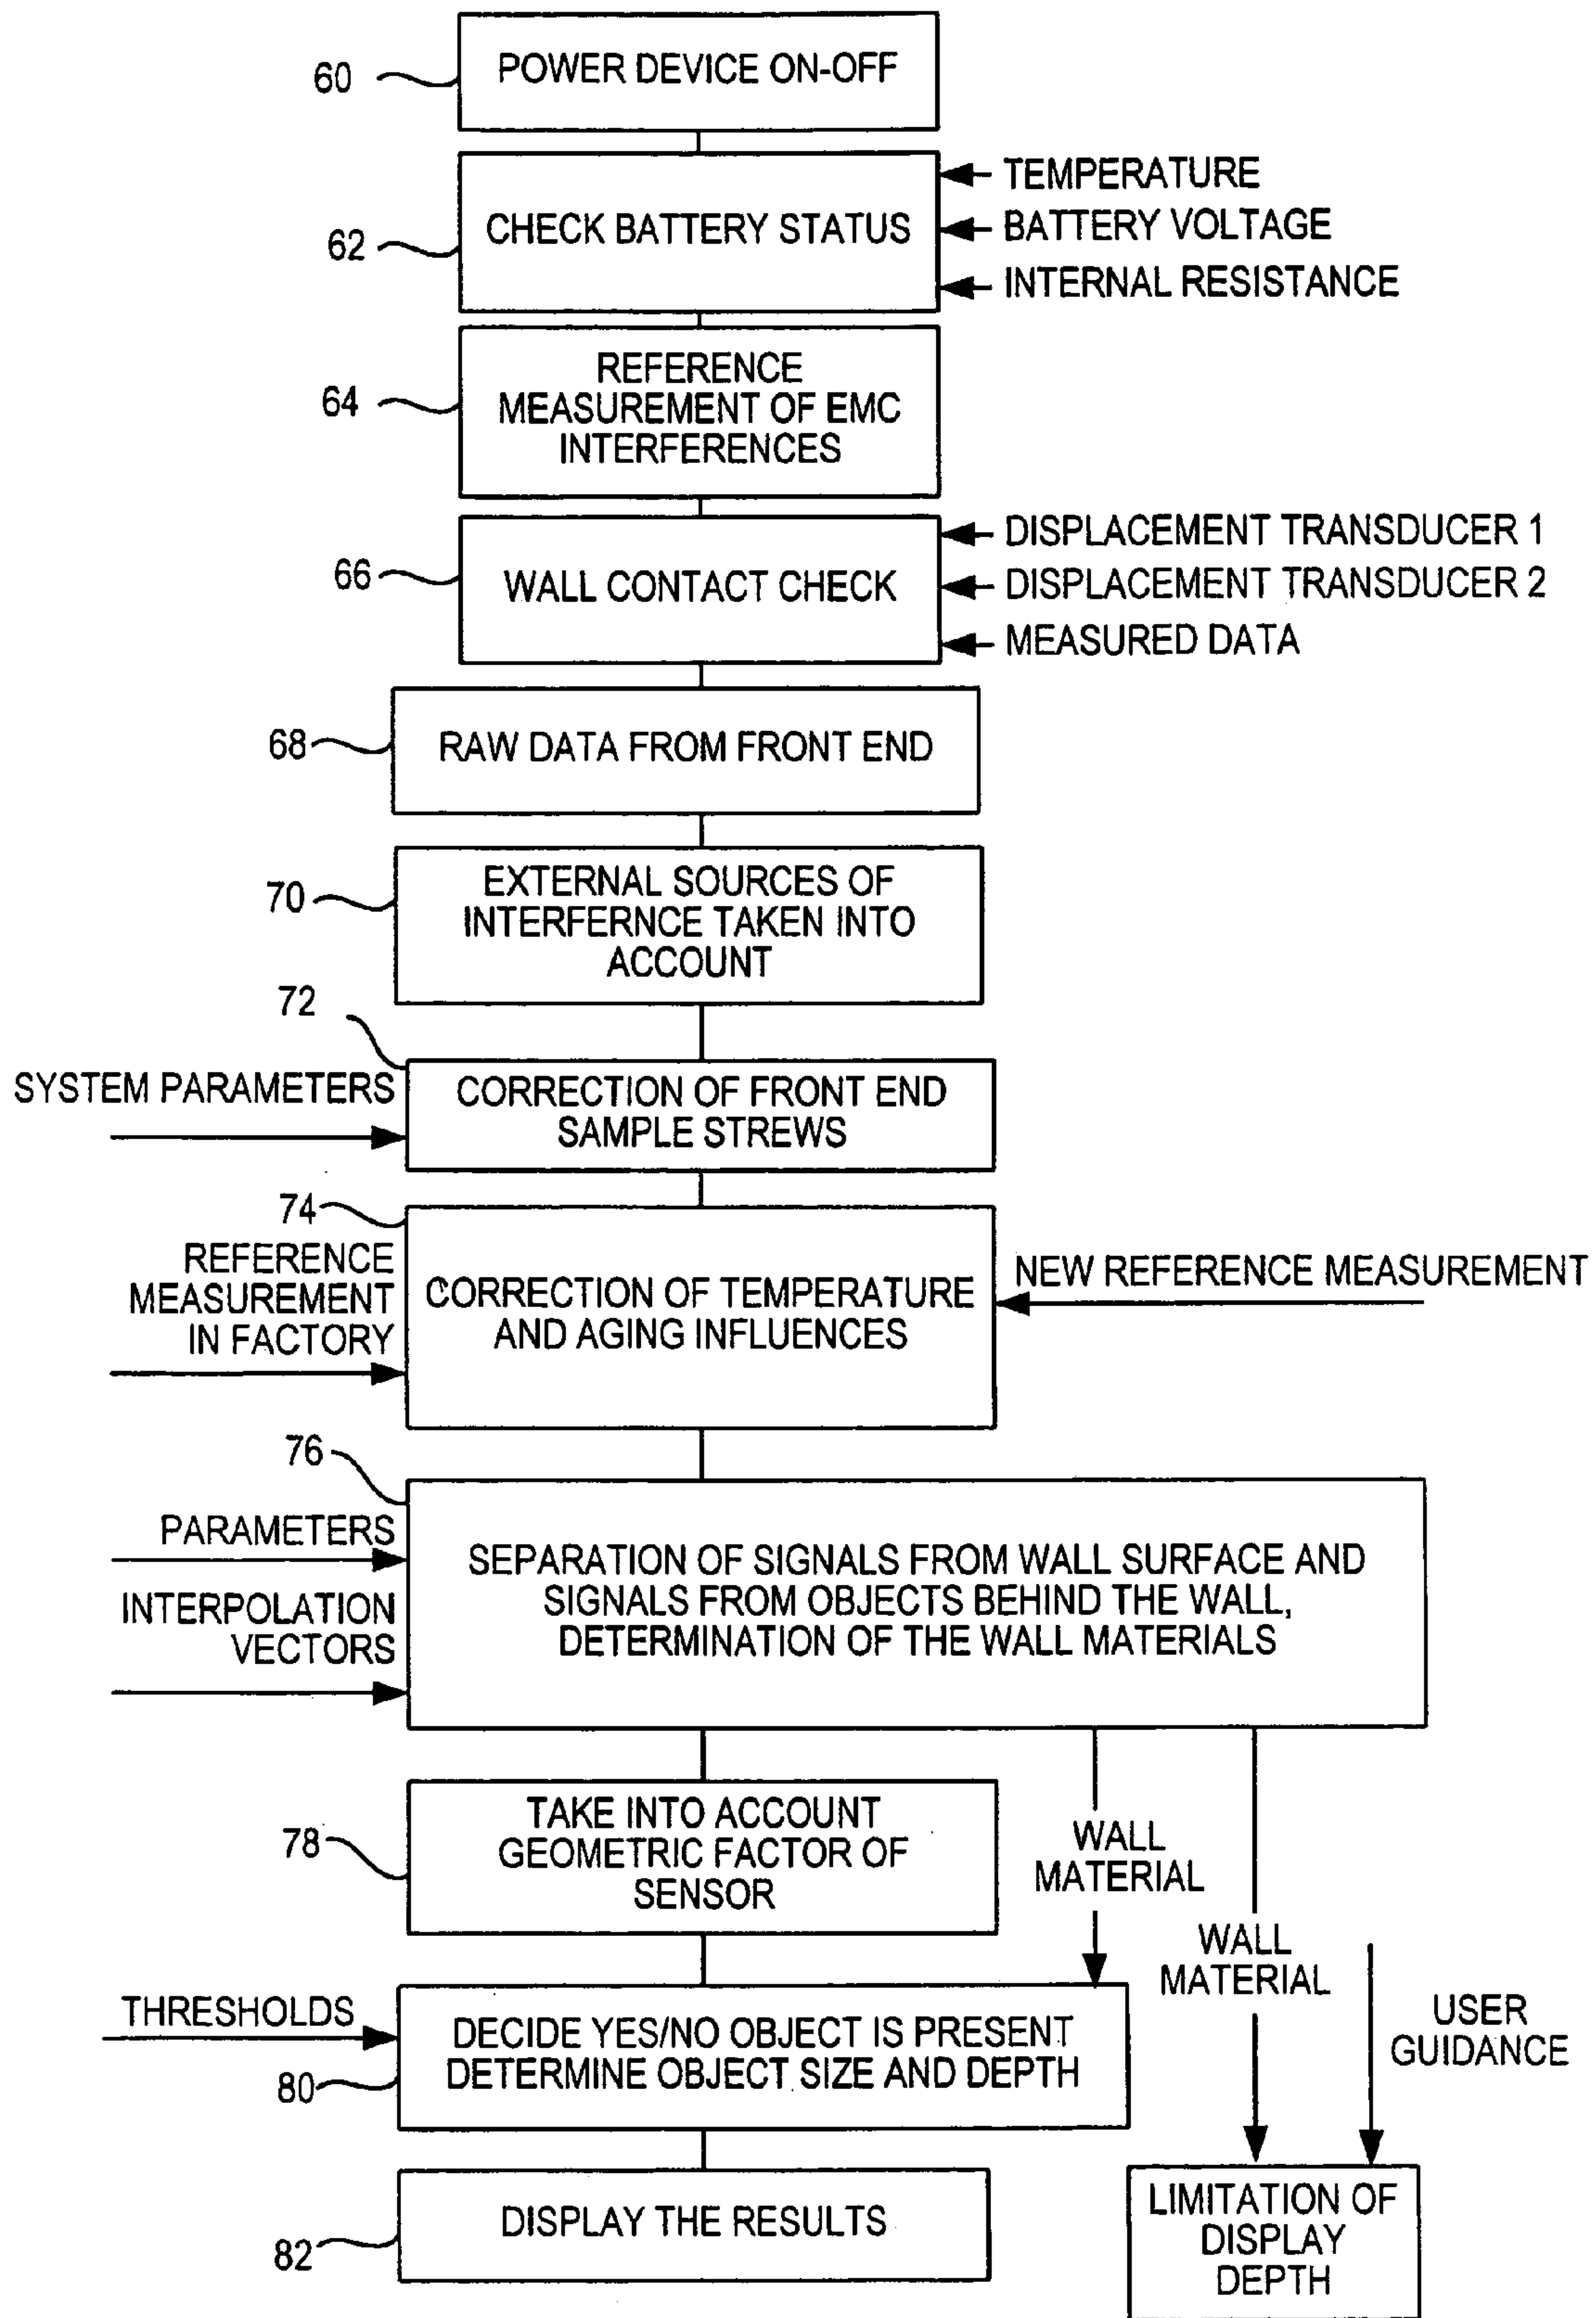 60
POWER DEVICE ON-OFF
62
CHECK BATTERY STATUS
TEMPERATURE
BATTERY VOLTAGE
INTERNAL RESISTANCE
64
REFERENCE
MEASUREMENT OF EMC
INTERFERENCES
66
WALL CONTACT CHECK
DISPLACEMENT TRANSDUCER 1
DISPLACEMENT TRANSDUCER 2
MEASURED DATA
68
RAW DATA FROM FRONT END
70
EXTERNAL SOURCES OF
INTERFERNCE TAKEN INTO
ACCOUNT
72
SYSTEM PARAMETERS
CORRECTION OF FRONT END
SAMPLE STREWS
74
REFERENCE
MEASUREMENT
IN FACTORY
CORRECTION OF TEMPERATURE
AND AGING INFLUENCES
NEW REFERENCE MEASUREMENT
76
PARAMETERS
INTERPOLATION
VECTORS
SEPARATION OF SIGNALS FROM WALL SURFACE AND
SIGNALS FROM OBJECTS BEHIND THE WALL,
DETERMINATION OF THE WALL MATERIALS
78
TAKE INTO ACCOUNT
GEOMETRIC FACTOR OF
SENSOR
WALL
MATERIAL
WALL
MATERIAL
USER
GUIDANCE
THRESHOLDS
80
DECIDE YES/NO OBJECT IS PRESENT
DETERMINE OBJECT SIZE AND DEPTH
82
DISPLAY THE RESULTS
LIMITATION OF
DISPLAY
DEPTH